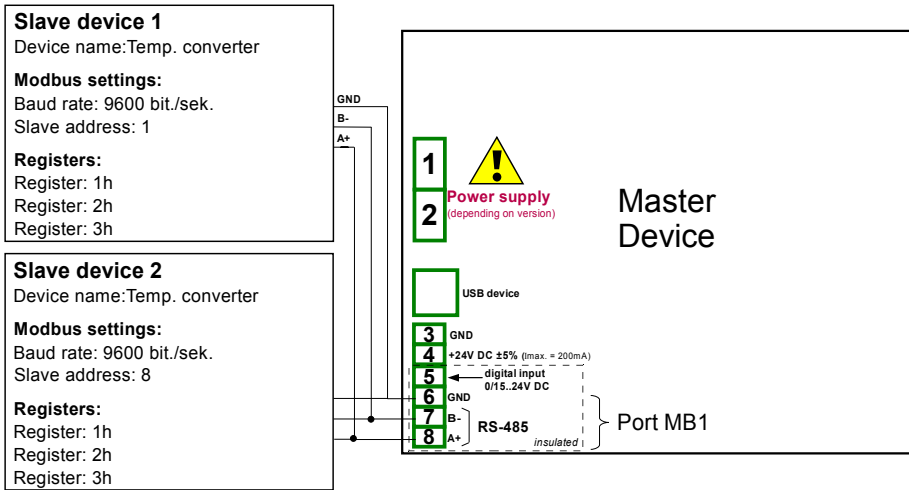 Slave device 1
Device name:Temp. converter
Modbus settings:
Baud rate: 9600 bit./sek.
Slave address: 1
Registers:
Register: 1h
Register: 2h
Register: 3h
GND
B-
A+
Slave device 2
Device name:Temp. converter
Modbus settings:
Baud rate: 9600 bit./sek.
Slave address: 8
Registers:
Register: 1h
Register: 2h
Register: 3h
1
2
!
Power supply
(depending on version)
Master
Device
USB device
3 GND
4 +24V DC ±5% (Imax. = 200mA)
5 digital input
0/15..24V DC
6 GND
7 B-
8 A+
RS-485
insulated
Port MB1